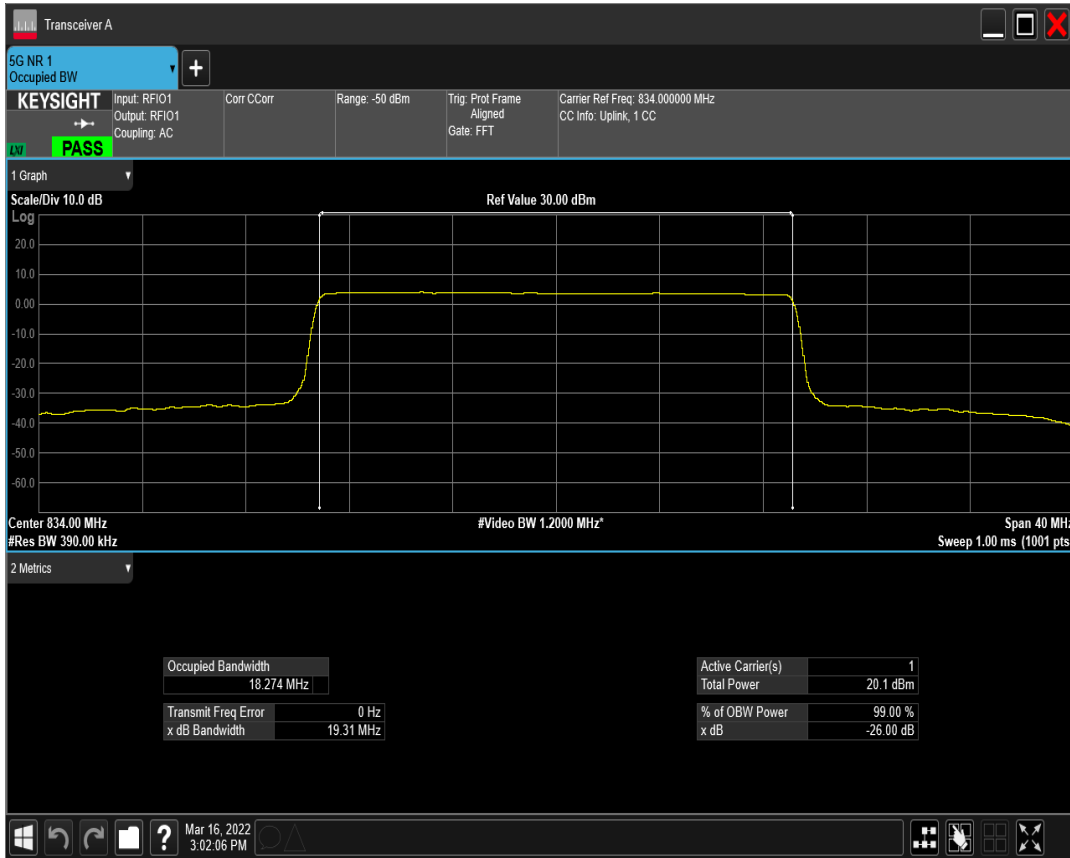 Transceiver A
5G NR 1
Occupied BW
KEYSIGHT
LXI
PASS
Input: RFIO1
Output: RFIO1
Coupling: AC
Corr CCorr
Range: -50 dBm
Trig: Prot Frame
Aligned
Gate: FFT
Carrier Ref Freq: 834.000000 MHz
CC Info: Uplink, 1 CC
1 Graph
Scale/Div 10.0 dB
Ref Value 30.00 dBm
Log
20.0
10.0
0.00
-10.0
-20.0
-30.0
-40.0
-50.0
-60.0
Center 834.00 MHz
#Video BW 1.2000 MHz*
Span 40 MHz
#Res BW 390.00 kHz
Sweep 1.00 ms (1001 pts
2 Metrics
Occupied Bandwidth
18.274 MHz
Transmit Freq Error 0 Hz
x dB Bandwidth 19.31 MHz
Active Carrier(s) 1
Total Power 20.1 dBm
% of OBW Power 99.00 %
x dB -26.00 dB
?
Mar 16, 2022
3:02:06 PM